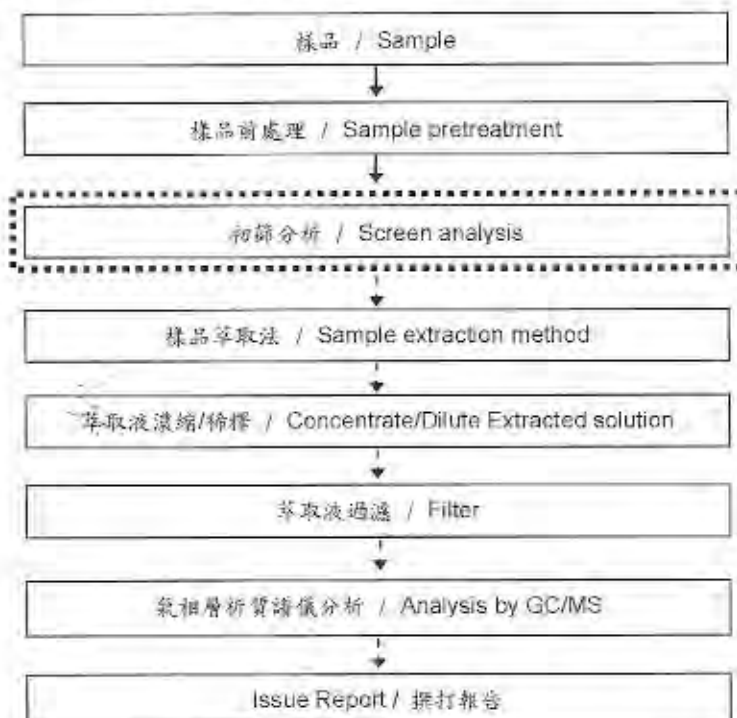 樣品 / Sample
樣品前處理 / Sample pretreatment
初篩分析 / Screen analysis
樣品萃取法 / Sample extraction method
萃取液濃縮/稀釋 / Concentrate/Dilute Extracted solution
萃取液過濾 / Filter
氣相層析質譜儀分析 / Analysis by GC/MS
Issue Report / 撰打報告